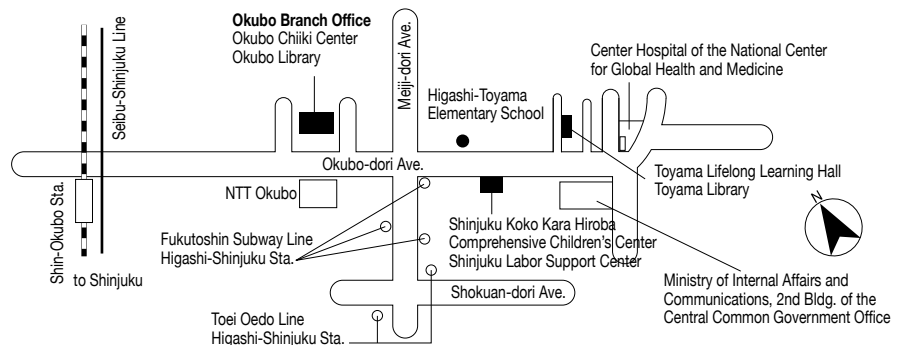 Okubo Branch Office
Okubo Chiiki Center
Okubo Library
Meiji-dori Ave.
Center Hospital of the National Center
for Global Health and Medicine
Seibu-Shinjuku Line
Higashi-Toyama
Elementary School
Okubo-dori Ave.
Toyama Lifelong Learning Hall
Toyama Library
Shin-Okubo Sta.
NTT Okubo
N
Shinjuku Koko Kara Hiroba
Comprehensive Children's Center
Shinjuku Labor Support Center
Fukutoshin Subway Line
Higashi-Shinjuku Sta.
to Shinjuku
Shokuan-dori Ave.
Ministry of Internal Affairs and
Communications, 2nd Bldg. of the
Central Common Government Office
Toei Oedo Line
Higashi-Shinjuku Sta.